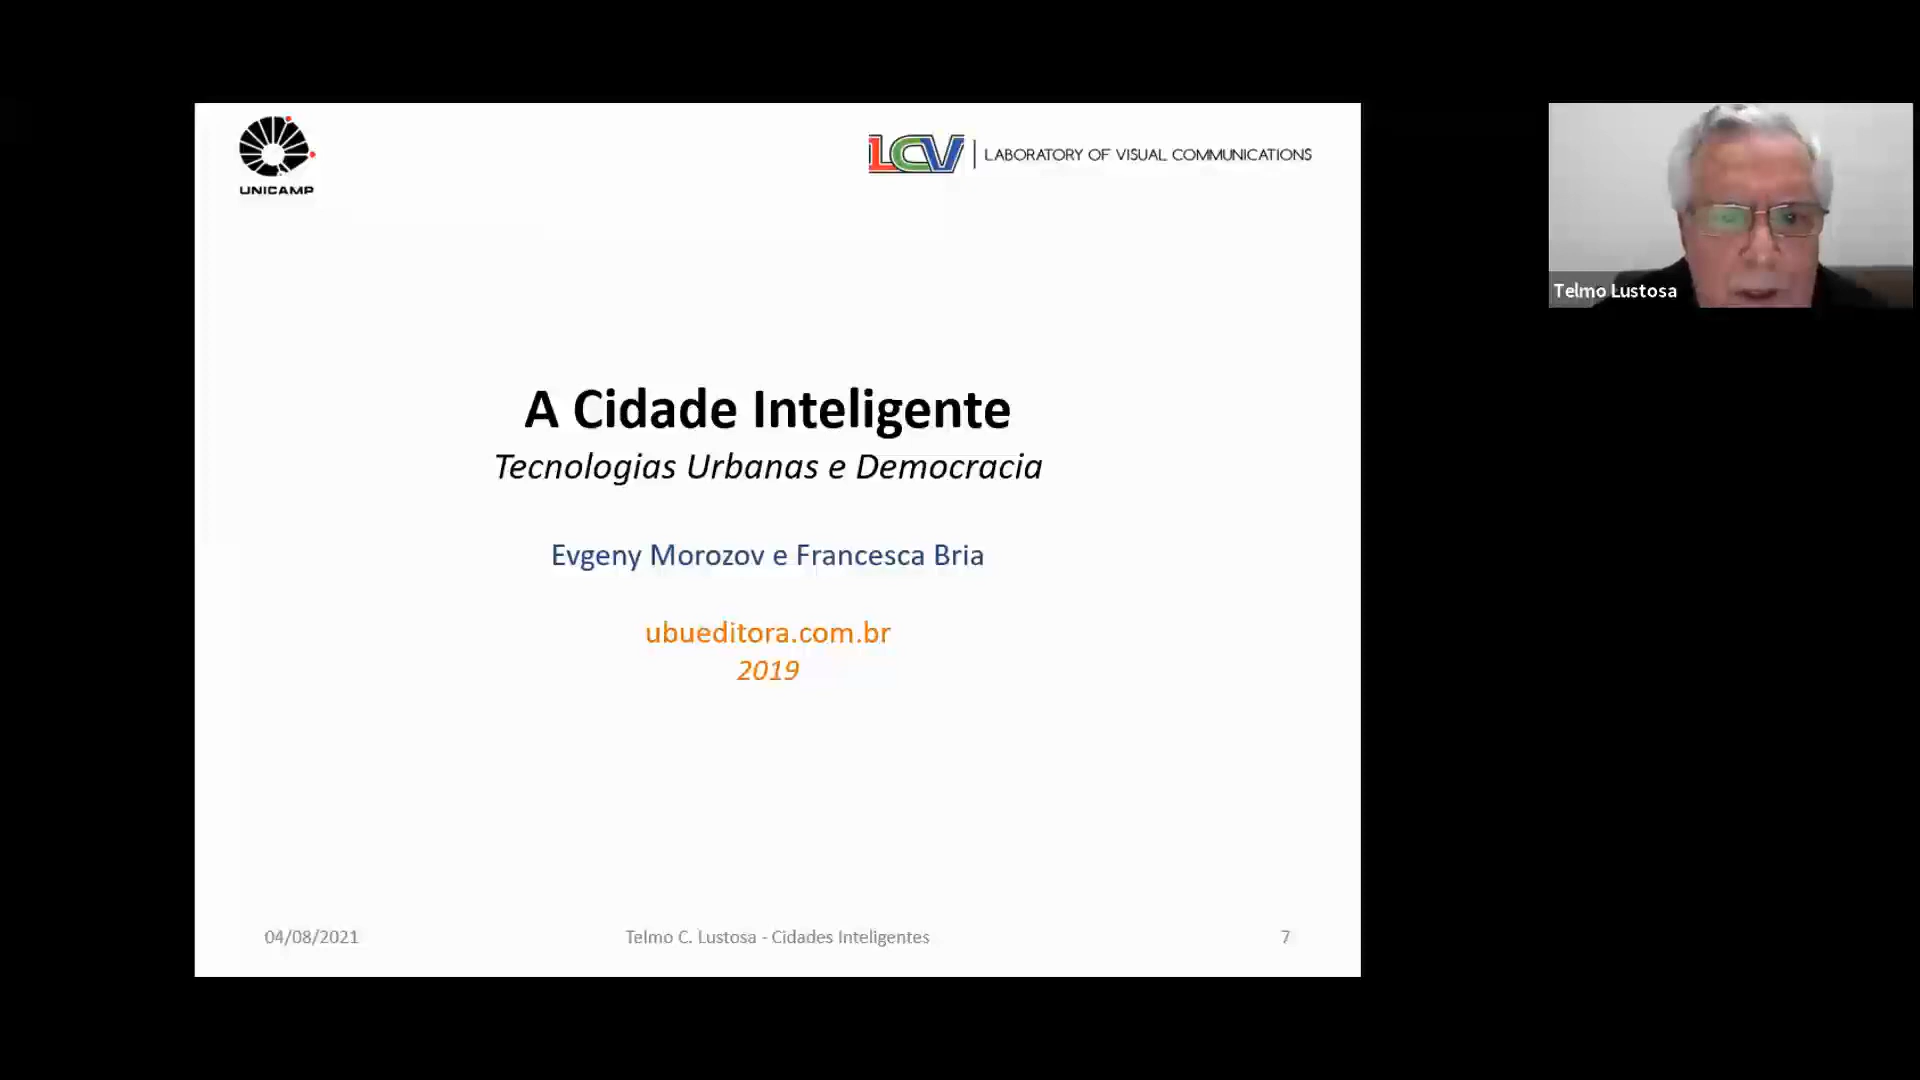 UNICAMP
LCV | LABORATORY OF VISUAL COMMUNICATIONS
Telmo Lustosa
A Cidade Inteligente
Tecnologias Urbanas e Democracia
Evgeny Morozov e Francesca Bria
ubueditora.com.br
2019
04/08/2021
Telmo C. Lustosa - Cidades Inteligentes
7